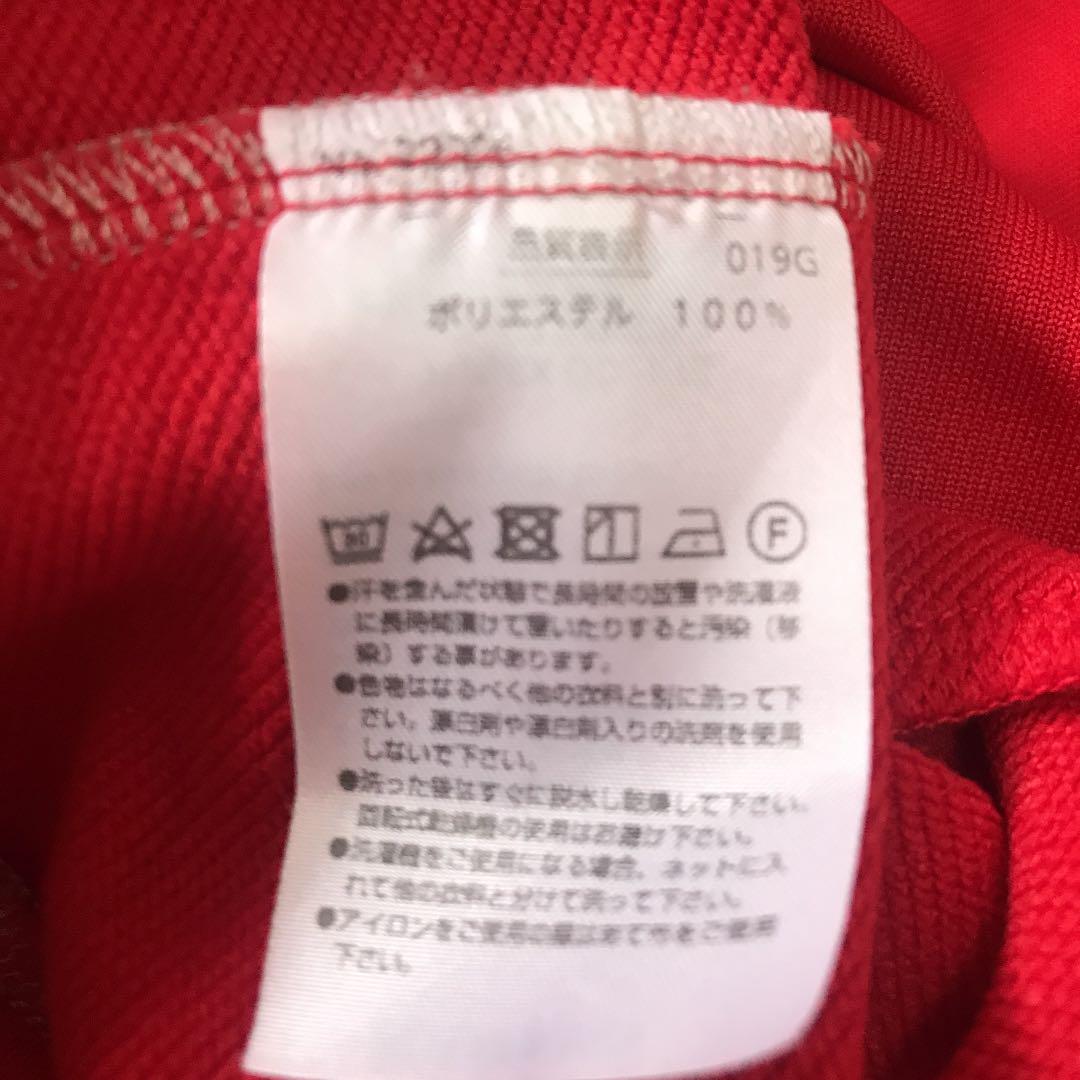 019G
ポリエステル 100%
F
●汗を含んだ状態で長時間の放置や洗濯液
に長時間漬けて置いたりすると汚染（移
染）する事があります。
●色物はなるべく他の衣料と別に洗って下
さい。漂白剤や漂白剤入りの洗剤を使用
しないで下さい。
●洗った後はすぐに脱水し乾燥して下さい。
回転式乾燥機の使用はお避け下さい。
●洗濯機をご使用になる場合、ネットに入
れて他の衣料と分けて洗って下さい。
●アイロンをご使用の際はあて布をご使用
下さい。